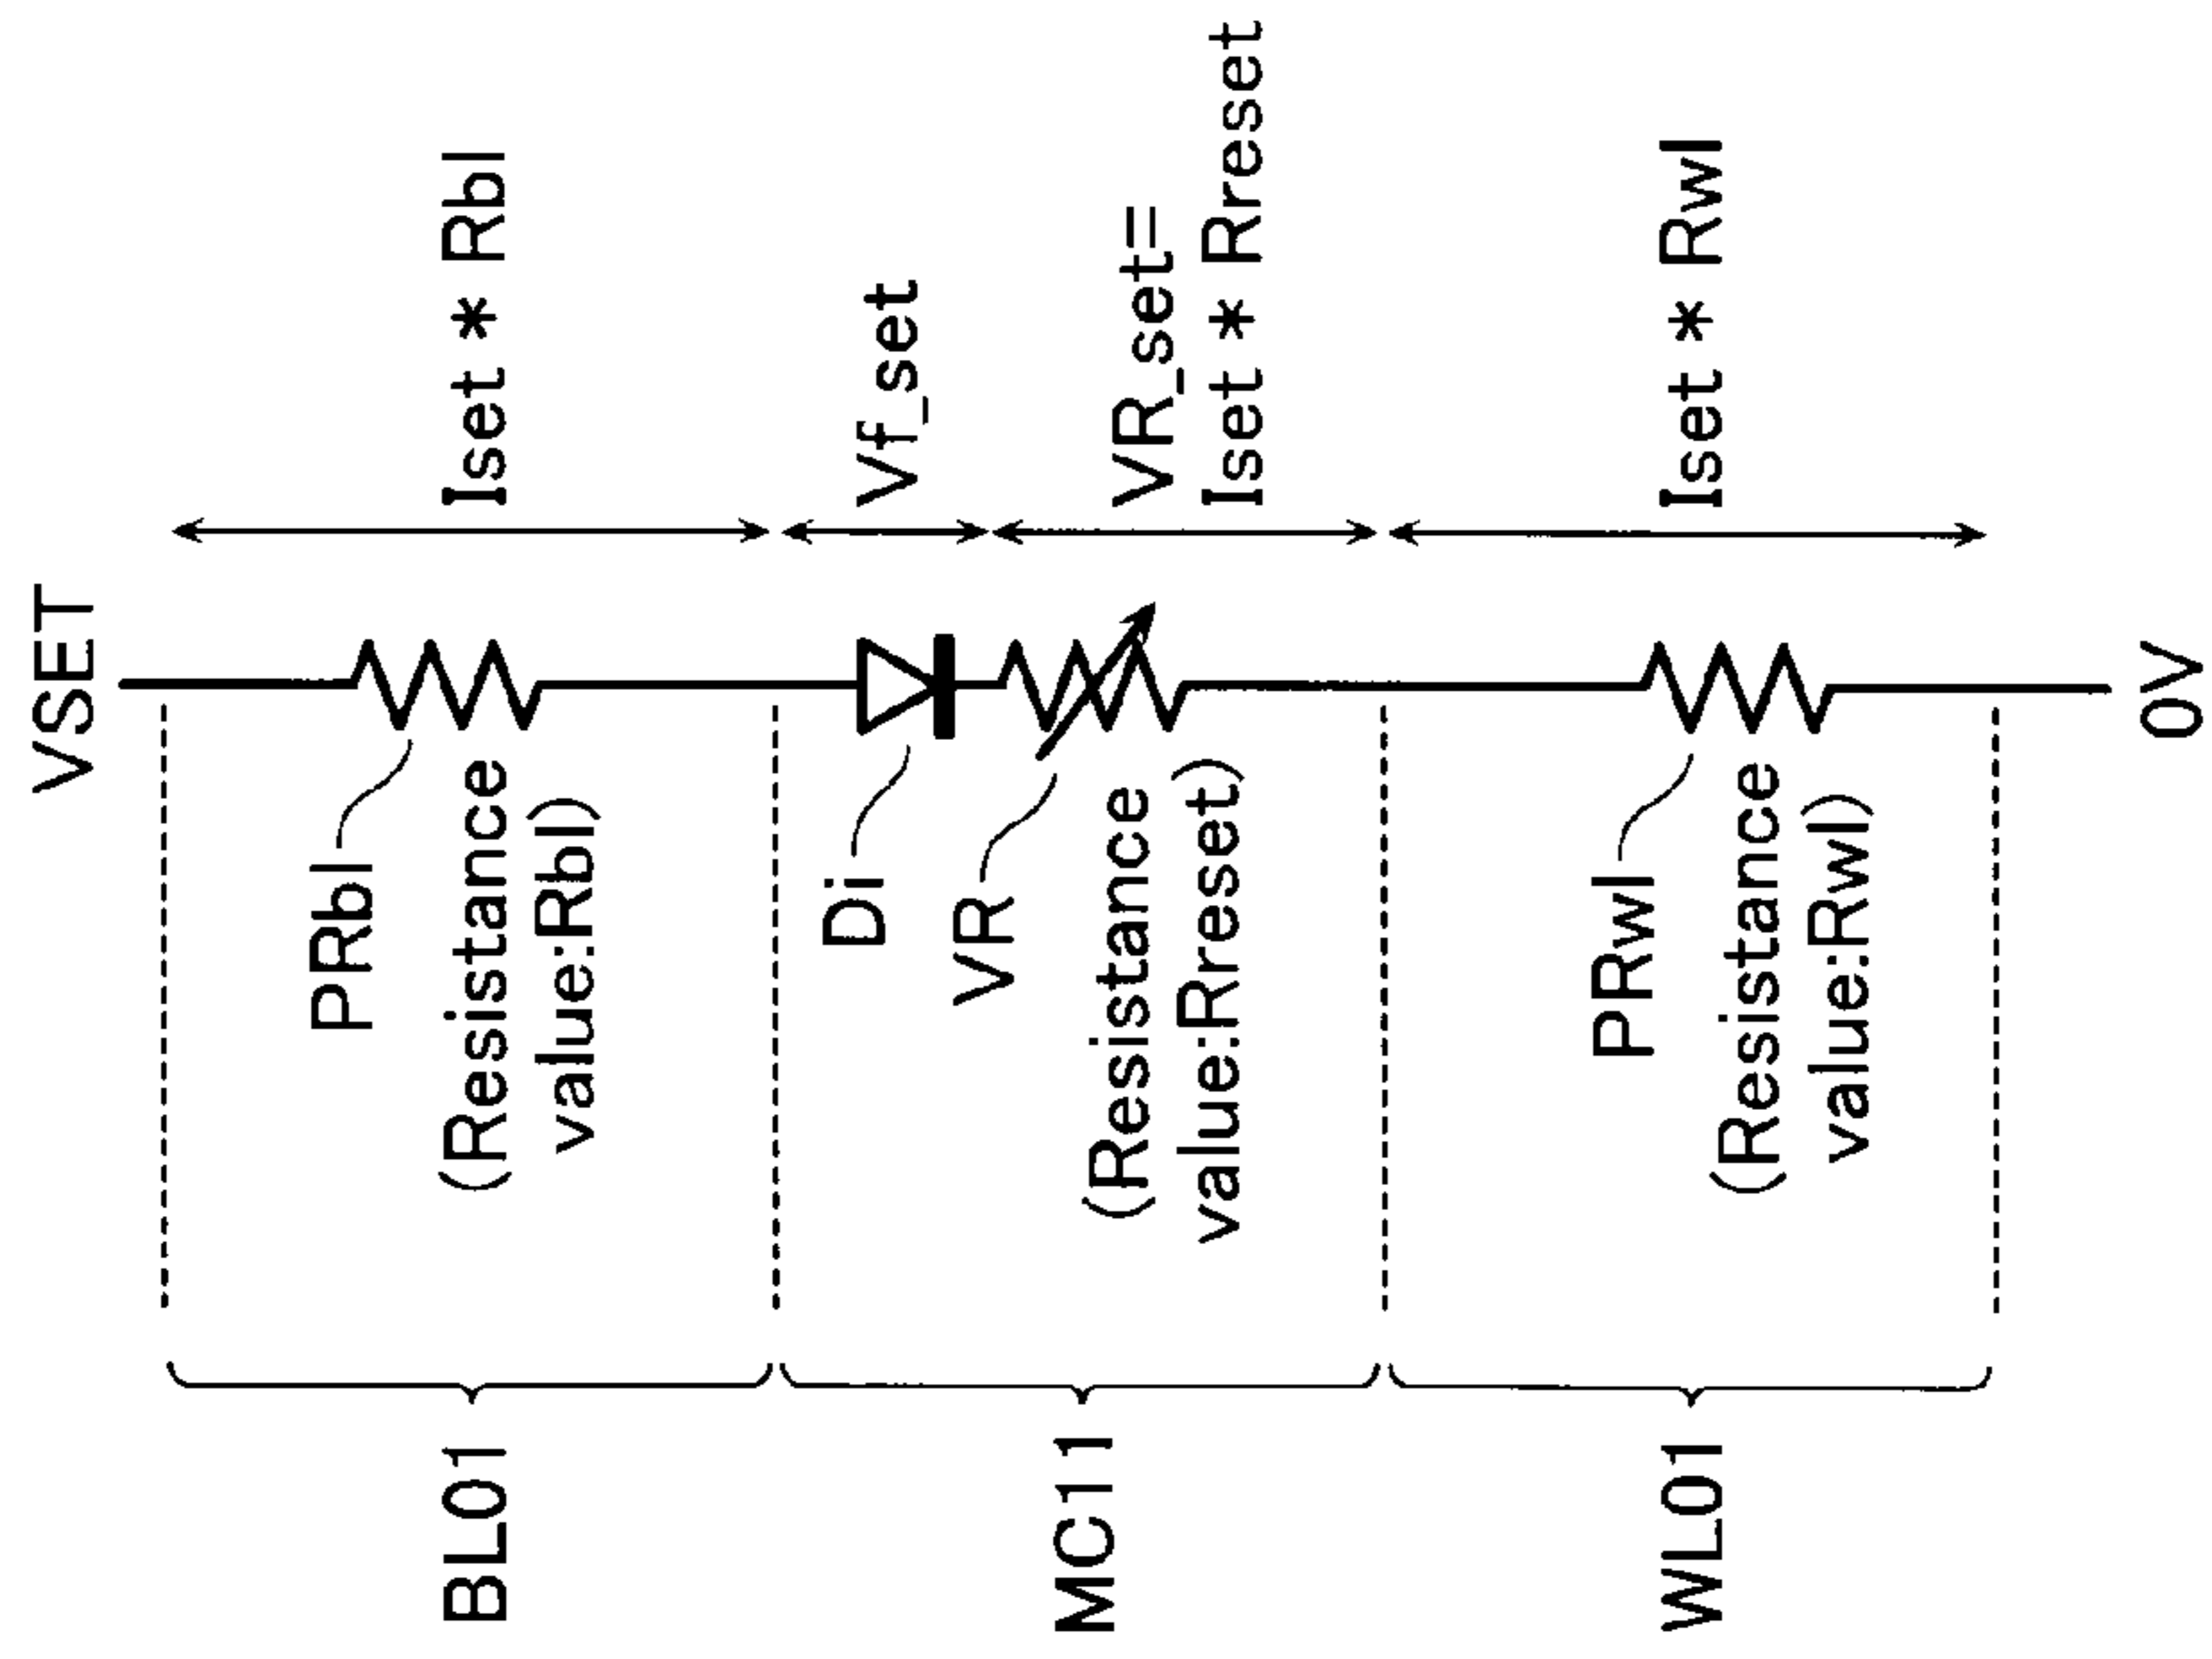 VSET
BL01
PRbl
(Resistance
value:Rbl)
Iset * Rbl
MC11
Di
Vf_set
VR
(Resistance
value:Rreset)
VR_set=
Iset * Rreset
WL01
PRwl
(Resistance
value:Rwl)
Iset * Rwl
0V